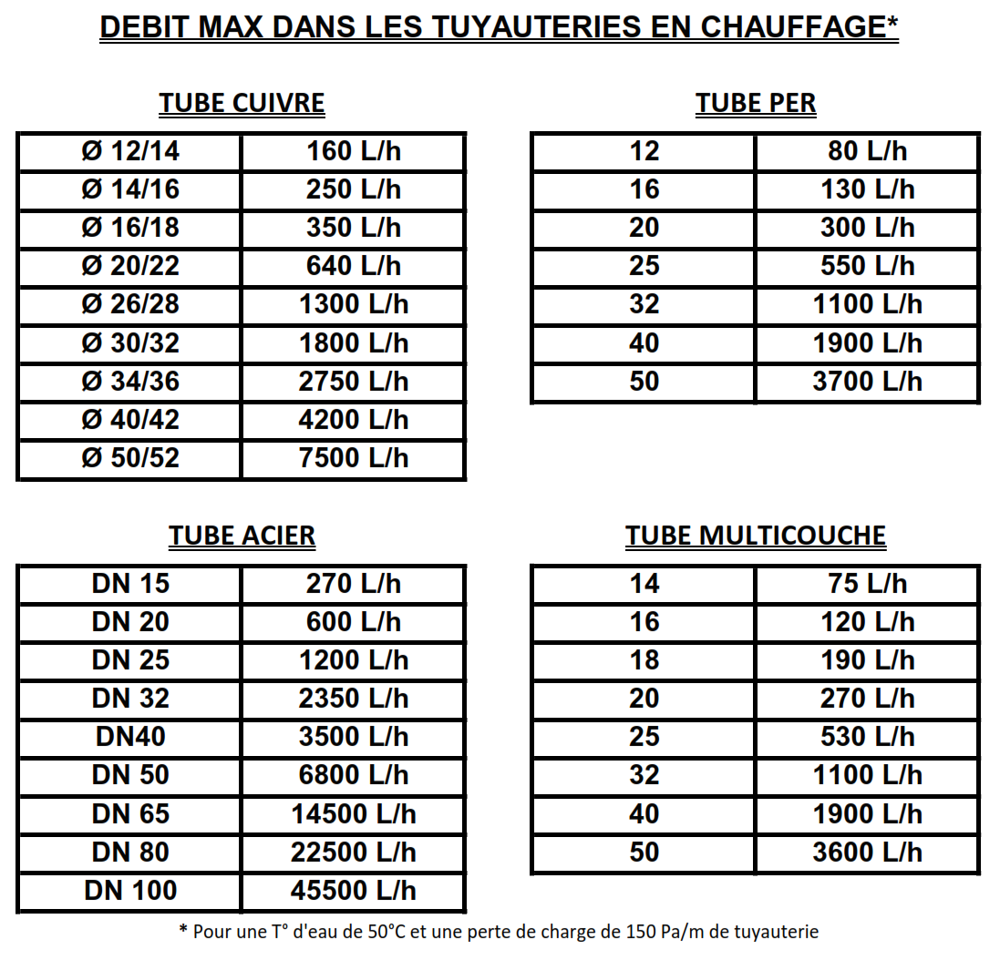 DEBIT MAX DANS LES TUYAUTERIES EN CHAUFFAGE*
TUBE CUIVRE
Ø 12/14 160 L/h
Ø 14/16 250 L/h
Ø 16/18 350 L/h
Ø 20/22 640 L/h
Ø 26/28 1300 L/h
Ø 30/32 1800 L/h
Ø 34/36 2750 L/h
Ø 40/42 4200 L/h
Ø 50/52 7500 L/h
TUBE PER
12 80 L/h
16 130 L/h
20 300 L/h
25 550 L/h
32 1100 L/h
40 1900 L/h
50 3700 L/h
TUBE ACIER
DN 15 270 L/h
DN 20 600 L/h
DN 25 1200 L/h
DN 32 2350 L/h
DN40 3500 L/h
DN 50 6800 L/h
DN 65 14500 L/h
DN 80 22500 L/h
DN 100 45500 L/h
TUBE MULTICOUCHE
14 75 L/h
16 120 L/h
18 190 L/h
20 270 L/h
25 530 L/h
32 1100 L/h
40 1900 L/h
50 3600 L/h
* Pour une T° d'eau de 50°C et une perte de charge de 150 Pa/m de tuyauterie